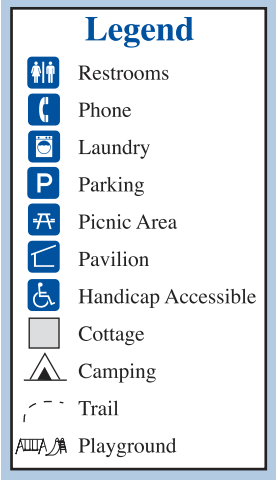 Legend
Restrooms
Phone
Laundry
P Parking
Picnic Area
Pavilion
Handicap Accessible
Cottage
Camping
Trail
Playground